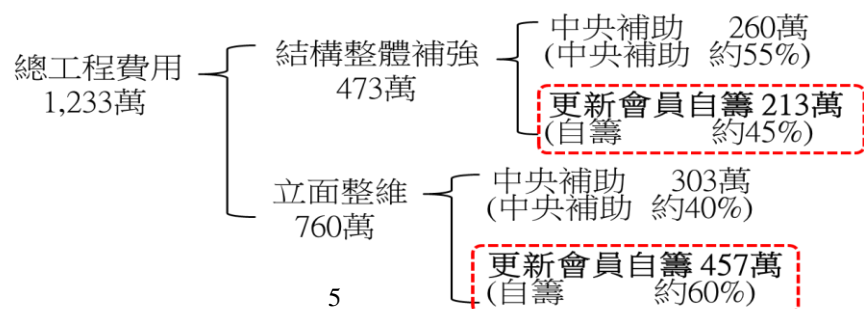 總工程費用
1,233萬
結構整體補強
473萬
中央補助 260萬
(中央補助 約55%)
更新會員自籌 213萬
(自籌 約45%)
立面整維
760萬
中央補助 303萬
(中央補助 約40%)
更新會員自籌 457萬
(自籌 約60%)
5